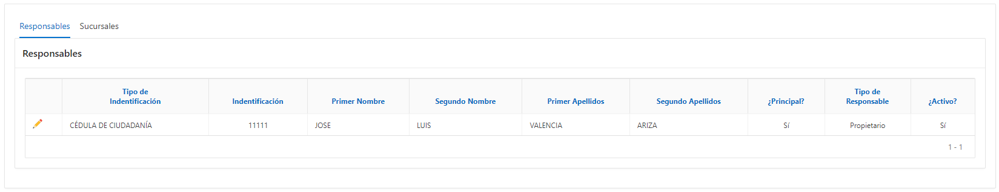 Responsables Sucursales
Responsables
Tipo de Indentificación Indentificación Primer Nombre Segundo Nombre Primer Apellidos Segundo Apellidos ¿Principal? Tipo de Responsable ¿Activo?
CÉDULA DE CIUDADANÍA 11111 JOSE LUIS VALENCIA ARIZA Sí Propietario Sí
1 - 1